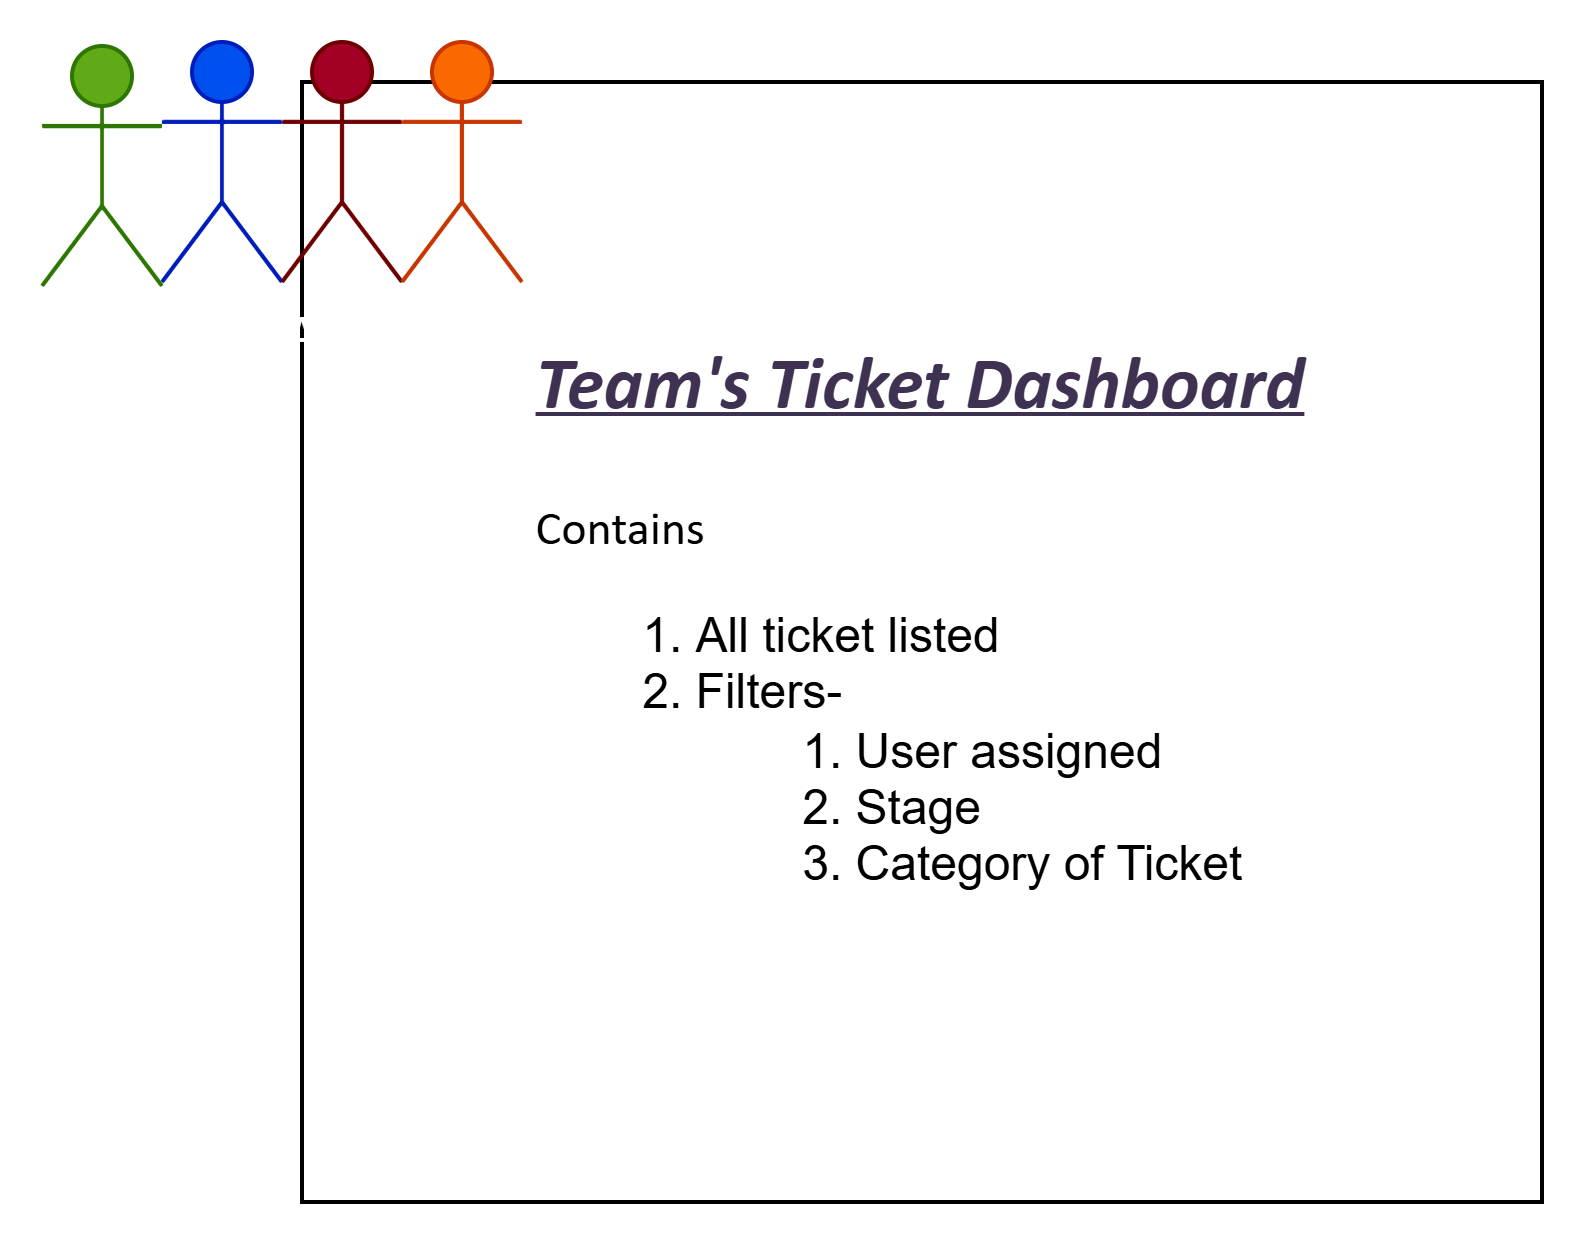 Team's Ticket Dashboard
Contains
1. All ticket listed
2. Filters-
1. User assigned
2. Stage
3. Category of Ticket